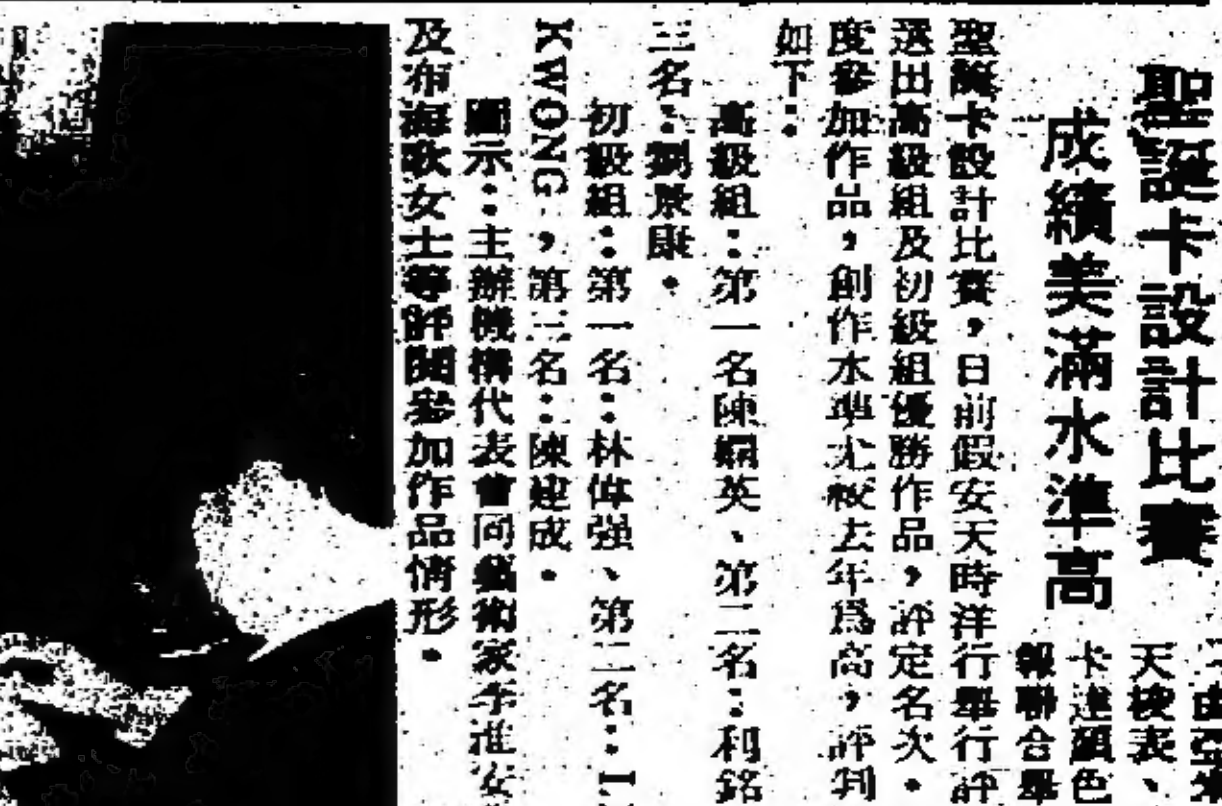 聖誕卡設計比賽
成績美滿水準高
天梭表、
卡達顏色
報聯合舉
聖誕卡設計比賽，日前假安天時洋行舉行評
選出高級組及初級組優勝作品，評定名次。
度參加作品，創作水準尤較去年爲高，評判
如下：
高級組：第一名陳嫻英、第二名：利銘
三名：劉景康。
初級組：第一名：林偉強、第二名：
KWONG，第三名：陳建成。
圖示：主辦機構代表會同藝術家李進安
及布海歌女士等評閱參加作品情形。